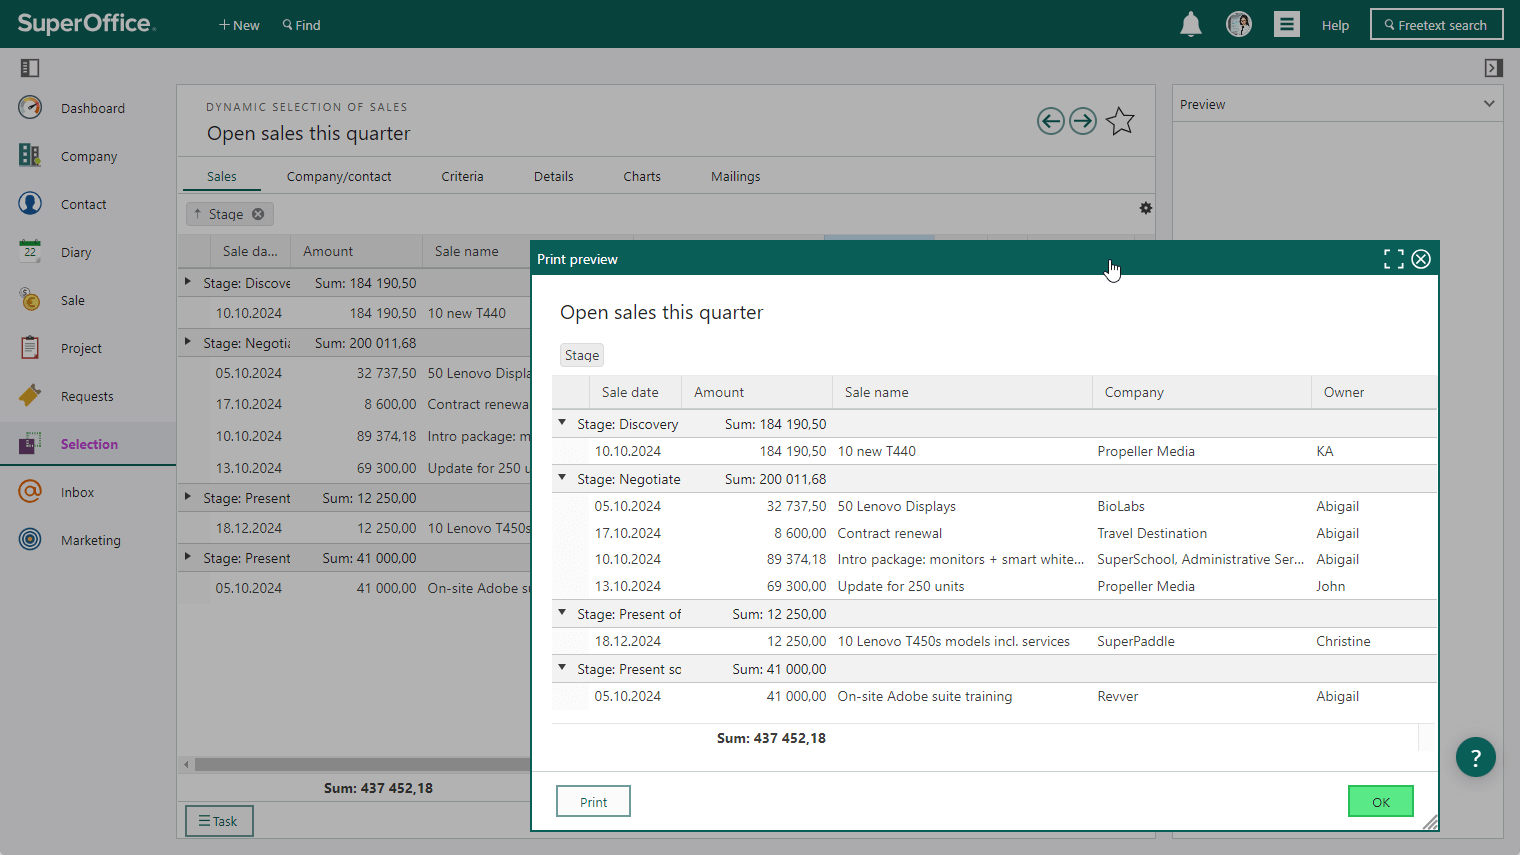 SuperOffice.
+ New
Find
Help
Freetext search
Dashboard
Company
Contact
22
Diary
Sale
Project
Requests
Selection
Inbox
Marketing
DYNAMIC SELECTION OF SALES
Open sales this quarter
Sales Company/contact Criteria Details Charts Mailings
↑ Stage
Sale da... Amount Sale name
Stage: Discove Sum: 184 190,50
10.10.2024 184 190,50 10 new T440
Stage: Negoti Sum: 200 011,68
05.10.2024 32 737,50 50 Lenovo Displa
17.10.2024 8 600,00 Contract renewa
10.10.2024 89 374,18 Intro package: m
13.10.2024 69 300,00 Update for 250 u
Stage: Present Sum: 12 250,00
18.12.2024 12 250,00 10 Lenovo T450s
Stage: Present Sum: 41 000,00
05.10.2024 41 000,00 On-site Adobe s
Sum: 437 452,18
Task
Preview
Print preview
Open sales this quarter
Stage
Sale date Amount Sale name Company Owner
Stage: Discovery Sum: 184 190,50
10.10.2024 184 190,50 10 new T440 Propeller Media KA
Stage: Negotiate Sum: 200 011,68
05.10.2024 32 737,50 50 Lenovo Displays BioLabs Abigail
17.10.2024 8 600,00 Contract renewal Travel Destination Abigail
10.10.2024 89 374,18 Intro package: monitors + smart white... SuperSchool, Administrative Ser... Abigail
13.10.2024 69 300,00 Update for 250 units Propeller Media John
Stage: Present of Sum: 12 250,00
18.12.2024 12 250,00 10 Lenovo T450s models incl. services SuperPaddle Christine
Stage: Present so Sum: 41 000,00
05.10.2024 41 000,00 On-site Adobe suite training Revver Abigail
Sum: 437 452,18
Print
OK
?